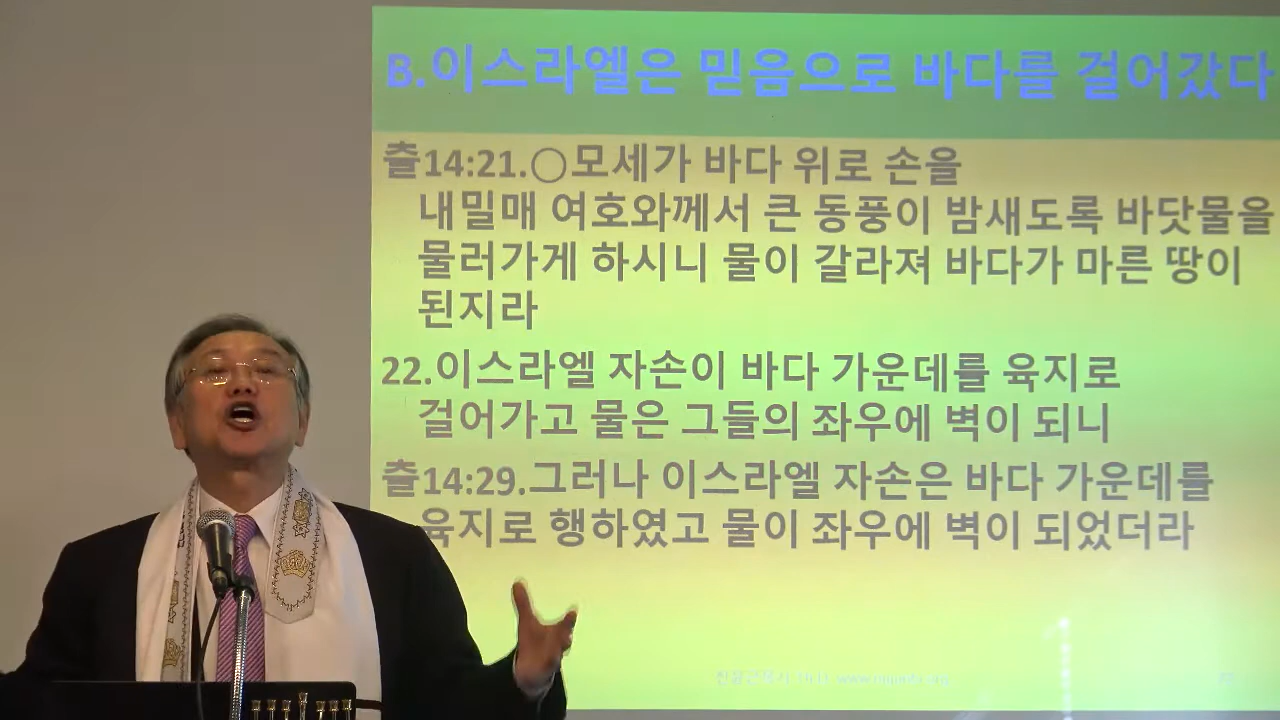 B.이스라엘은 믿음으로 바다를 걸어갔다
출14:21.○모세가 바다 위로 손을
내밀매 여호와께서 큰 동풍이 밤새도록 바닷물을
물러가게 하시니 물이 갈라져 바다가 마른 땅이
된지라
22.이스라엘 자손이 바다 가운데를 육지로
걸어가고 물은 그들의 좌우에 벽이 되니
출14:29.그러나 이스라엘 자손은 바다 가운데를
육지로 행하였고 물이 좌우에 벽이 되었더라